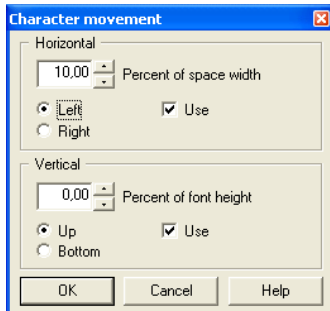 Character movement
Horizontal
10,00 Percent of space width
Left Use
Right
Vertical
0,00 Percent of font height
Up Use
Bottom
OK Cancel Help